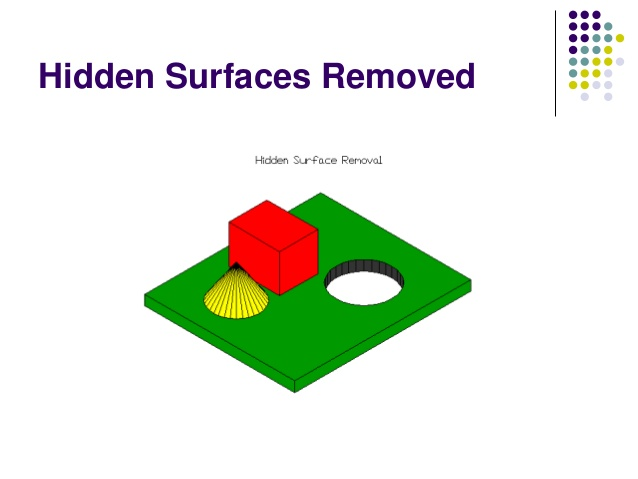 Hidden Surfaces Removed
Hidden Surface Removal